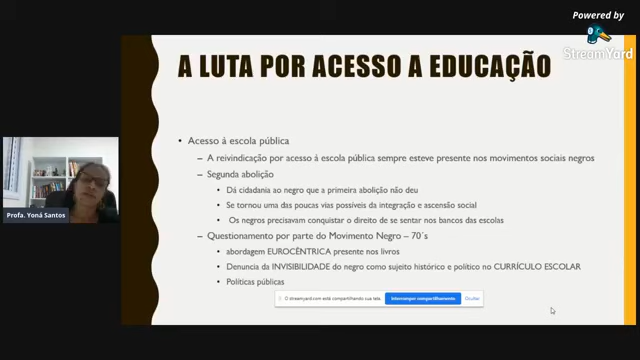 Powered by
StreamYard
A LUTA POR ACESSO A EDUCAÇÃO
• Acesso à escola pública
– A reivindicação por acesso à escola pública sempre esteve presente nos movimentos sociais negros
– Segunda abolição
• Dá cidadania ao negro que a primeira abolição não deu
• Se tornou uma das poucas vias possíveis da integração e ascensão social
• Os negros precisavam conquistar o direito de se sentar nos bancos das escolas
– Questionamento por parte do Movimento Negro – 70´s
• abordagem EUROCÊNTRICA presente nos livros
• Denuncia da INVISIBILIDADE do negro como sujeito histórico e político no CURRÍCULO ESCOLAR
• Políticas públicas
Profa. Yoná Santos
O streamyard.com está compartilhando sua tela.
Interromper compartilhamento
Ocultar